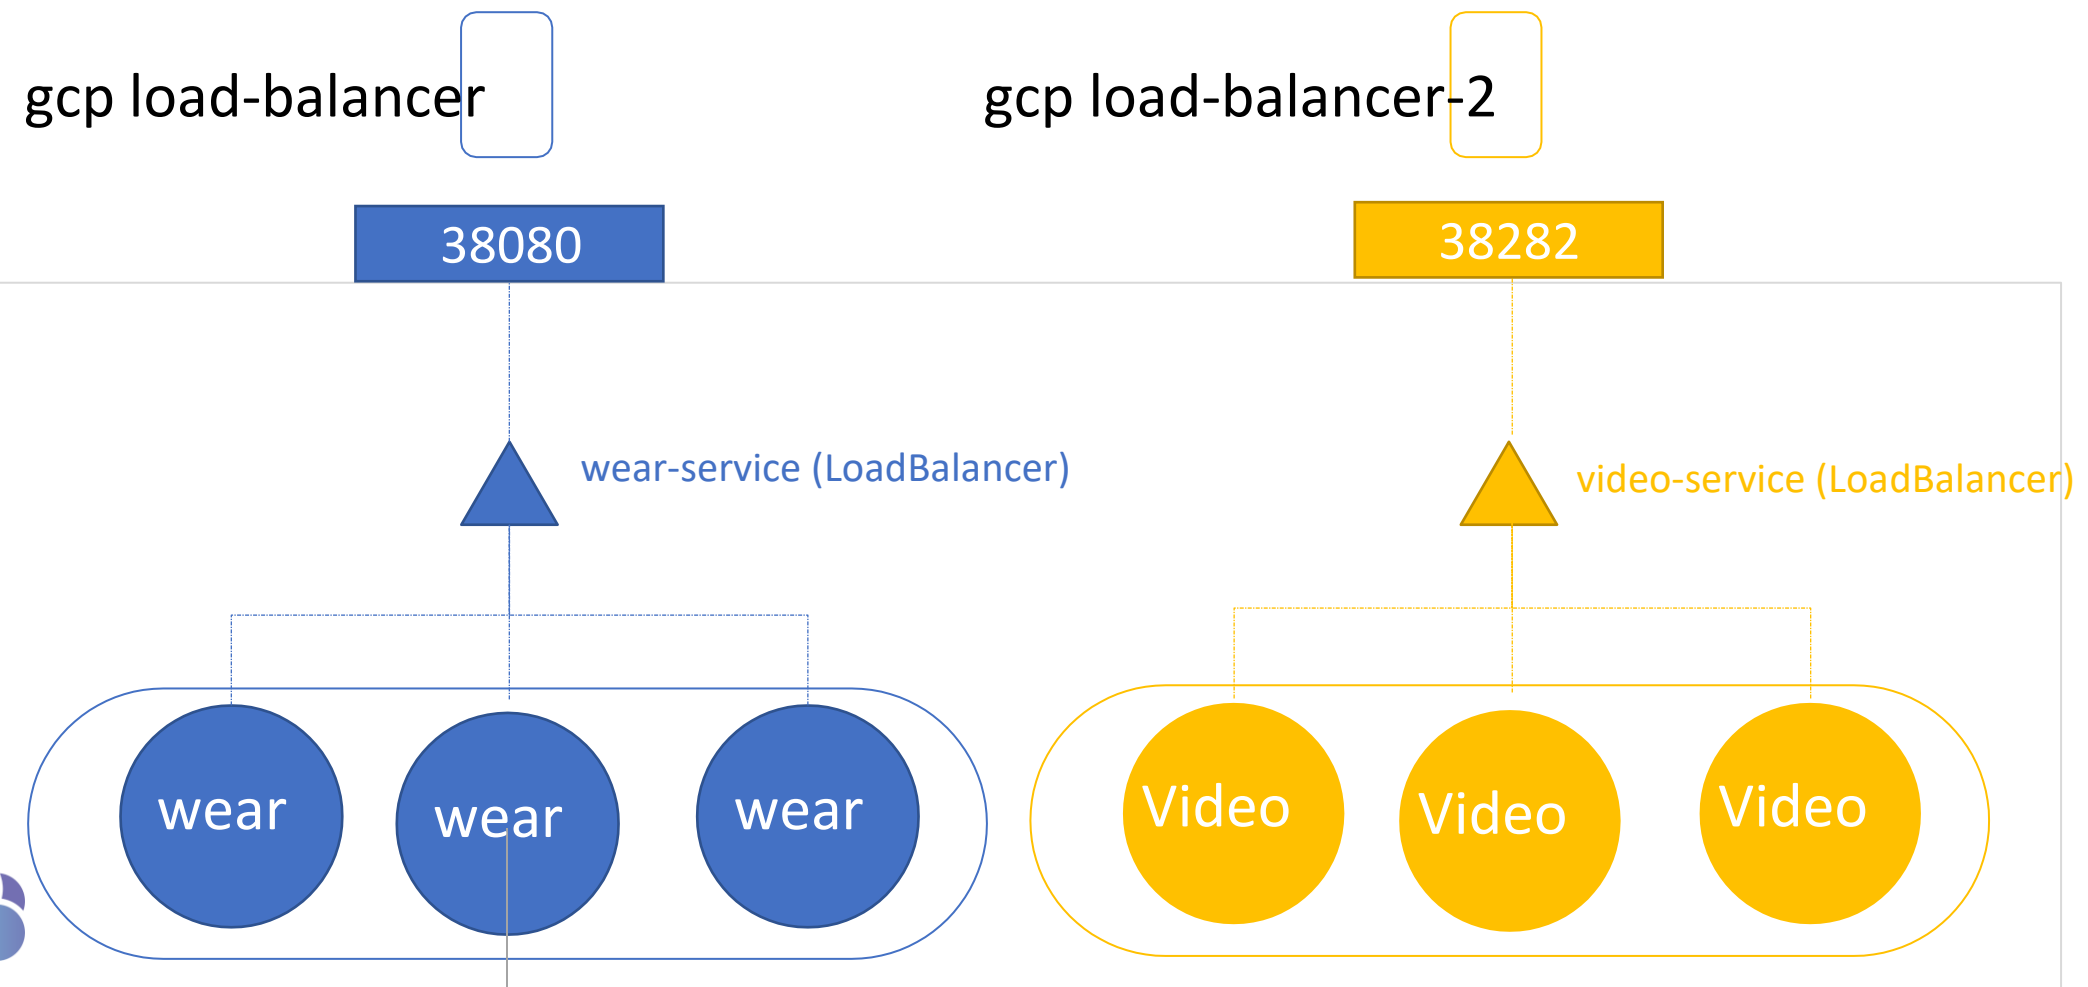 gcp load-balancer
gcp load-balancer-2
38080
38282
wear-service (LoadBalancer)
video-service (LoadBalancer)
wear
wear
wear
Video
Video
Video